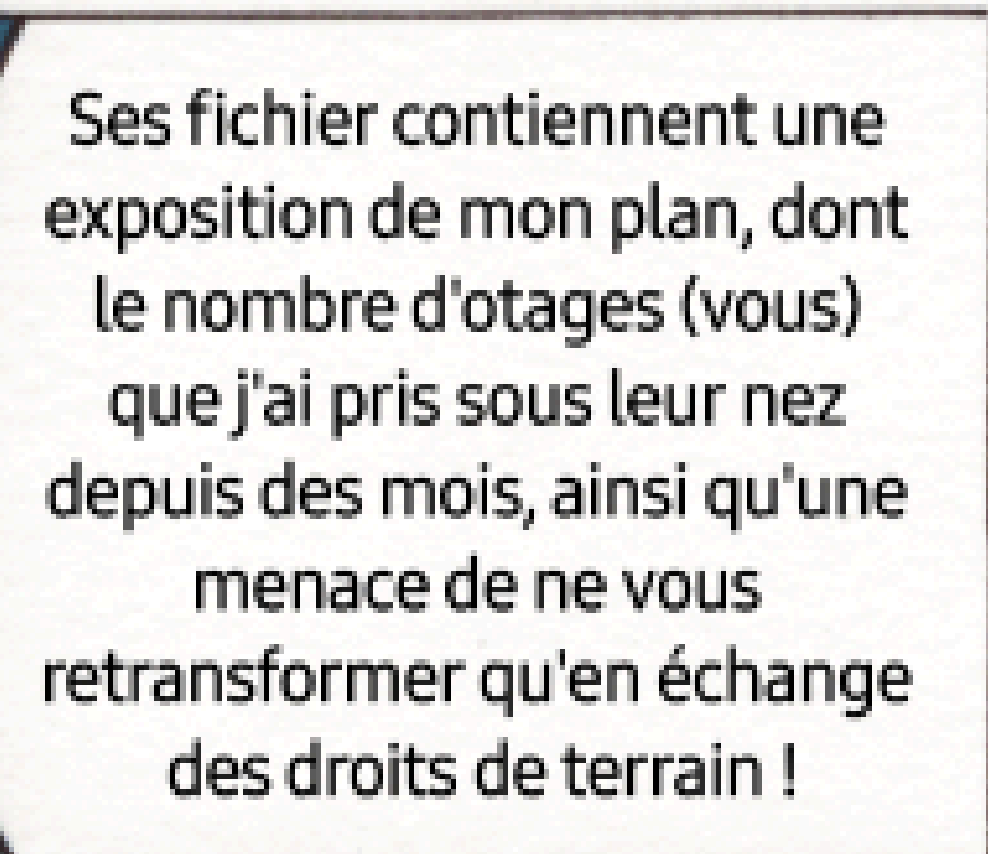 Ses fichier contiennent une
exposition de mon plan, dont
le nombre d'otages (vous)
que j'ai pris sous leur nez
depuis des mois, ainsi qu'une
menace de ne vous
retransformer qu'en échange
des droits de terrain !